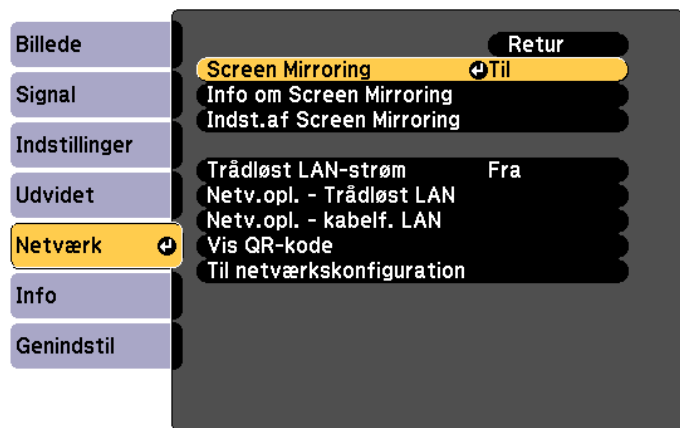 Billede
Signal
Indstillinger
Udvidet
Netværk
Info
Genindstil
Retur
Screen Mirroring Til
Info om Screen Mirroring
Indst.af Screen Mirroring
Trådløst LAN-strøm Fra
Netv.opl. - Trådløst LAN
Netv.opl. - kabelf. LAN
Vis QR-kode
Til netværkskonfiguration